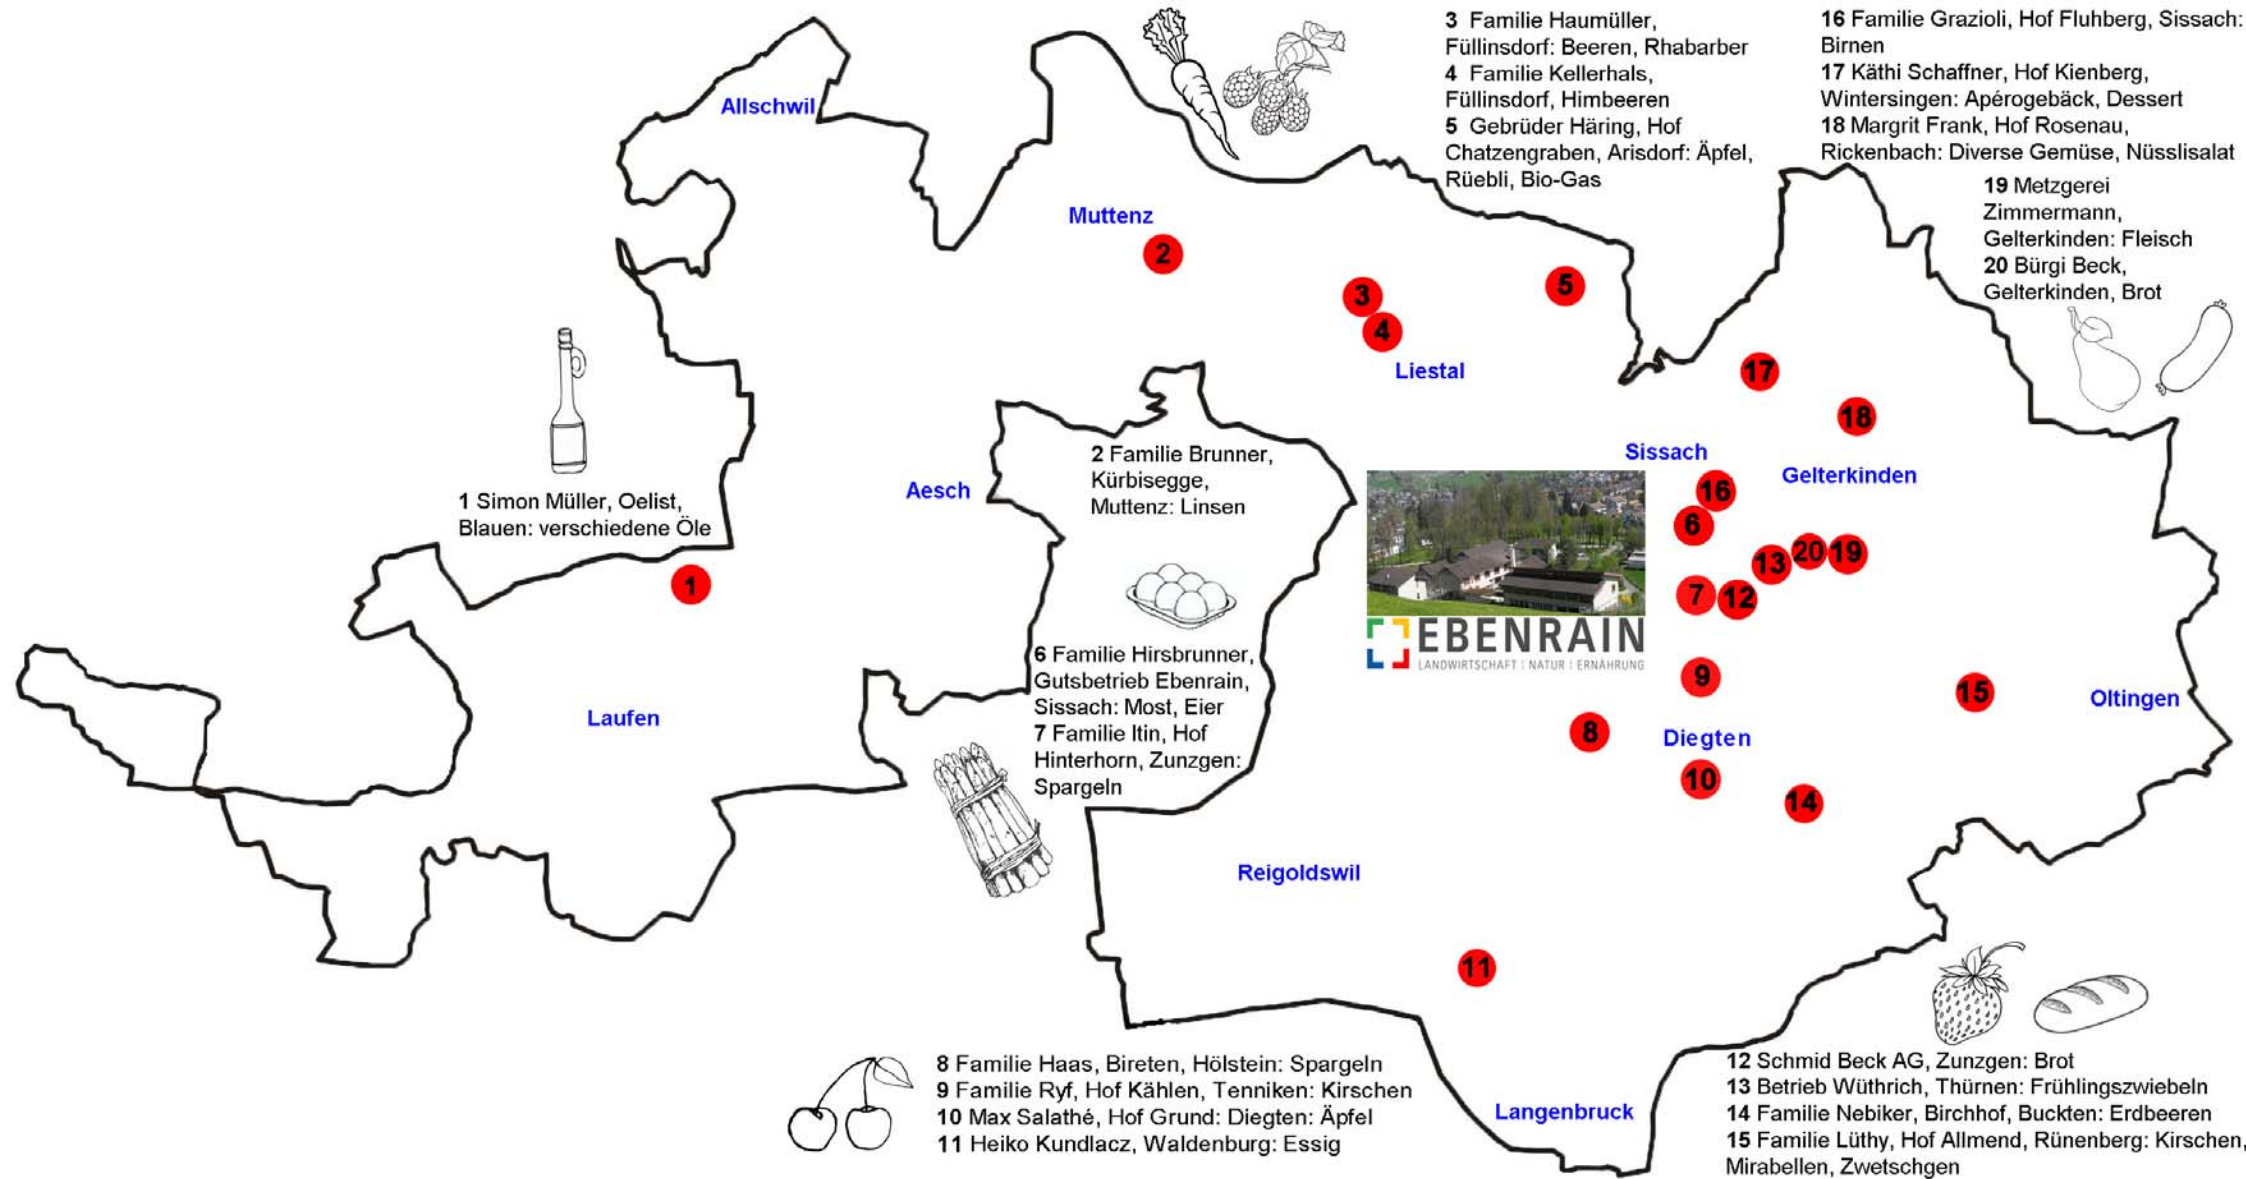 3 Familie Haumüller,
Füllinsdorf: Beeren, Rhabarber
4 Familie Kellerhals,
Füllinsdorf, Himbeeren
5 Gebrüder Häring, Hof
Chatzengraben, Arisdorf: Äpfel,
Rüebli, Bio-Gas
16 Familie Grazioli, Hof Fluhberg, Sissach:
Birnen
17 Käthi Schaffner, Hof Kienberg,
Wintersingen: Apérogebäck, Dessert
18 Margrit Frank, Hof Rosenau,
Rickenbach: Diverse Gemüse, Nüsslisalat
19 Metzgerei
Zimmermann,
Gelterkinden: Fleisch
20 Bürgi Beck,
Gelterkinden, Brot
Allschwil
Muttenz
2
3
5
4
Liestal
17
18
Sissach
Gelterkinden
16
6
13
20
19
7
12
9
15
Oltingen
8
Diegten
10
14
1 Simon Müller, Oelist,
Blauen: verschiedene Öle
Aesch
2 Familie Brunner,
Kürbisegge,
Muttenz: Linsen
1
EBENRAIN
LANDWIRTSCHAFT | NATUR | ERNÄHRUNG
6 Familie Hirsbrunner,
Gutsbetrieb Ebenrain,
Sissach: Most, Eier
7 Familie Itin, Hof
Hinterhorn, Zunzgen:
Spargeln
Laufen
Reigoldswil
11
8 Familie Haas, Bireten, Hölstein: Spargeln
9 Familie Ryf, Hof Kählen, Tenniken: Kirschen
10 Max Salathé, Hof Grund: Diegten: Äpfel
11 Heiko Kundlacz, Waldenburg: Essig
Langenbruck
12 Schmid Beck AG, Zunzgen: Brot
13 Betrieb Wüthrich, Thürnen: Frühlingszwiebeln
14 Familie Nebiker, Birchhof, Buckten: Erdbeeren
15 Familie Lüthy, Hof Allmend, Rünenberg: Kirschen,
Mirabellen, Zwetschgen